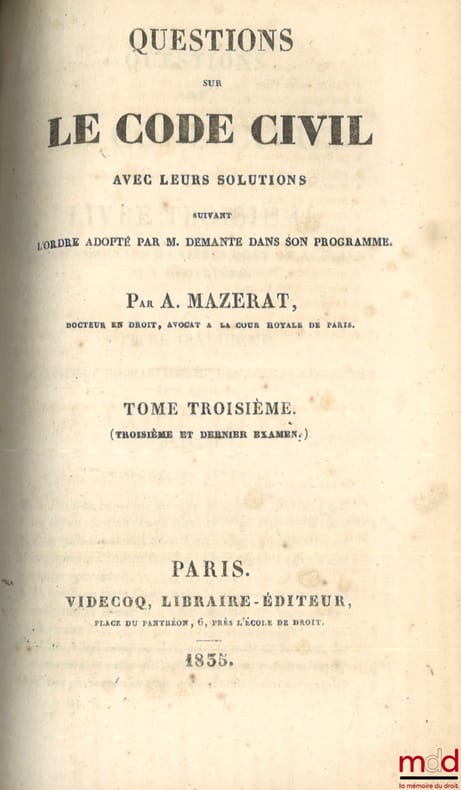 QUESTIONS
SUR
LE CODE CIVIL
AVEC LEURS SOLUTIONS
SUIVANT
L'ORDRE ADOPTÉ PAR M. DEMANTE DANS SON PROGRAMME.
PAR A. MAZERAT,
DOCTEUR EN DROIT, AVOCAT A LA COUR ROYALE DE PARIS.
TOME TROISIÈME.
(TROISIÈME ET DERNIER EXAMEN.)
PARIS.
VIDECOQ, LIBRAIRE-ÉDITEUR,
PLACE DU PANTHÉON, 6, PRÈS L'ÉCOLE DE DROIT.
1835.
mdd
la mémoire du droit